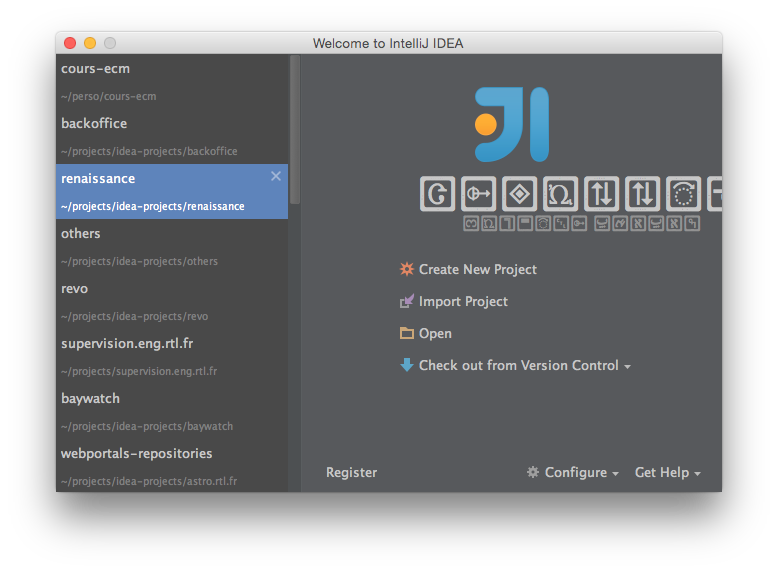 Welcome to IntelliJ IDEA
cours-ecm
~/perso/cours-ecm
backoffice
~/projects/idea-projects/backoffice
renaissance
~/projects/idea-projects/renaissance
others
~/projects/idea-projects/others
revo
~/projects/idea-projects/revo
supervision.eng.rtl.fr
~/projects/supervision.eng.rtl.fr
baywatch
~/projects/idea-projects/baywatch
webportals-repositories
~/projects/idea-projects/astro.rtl.fr
Create New Project
Import Project
Open
Check out from Version Control
Register
Configure
Get Help